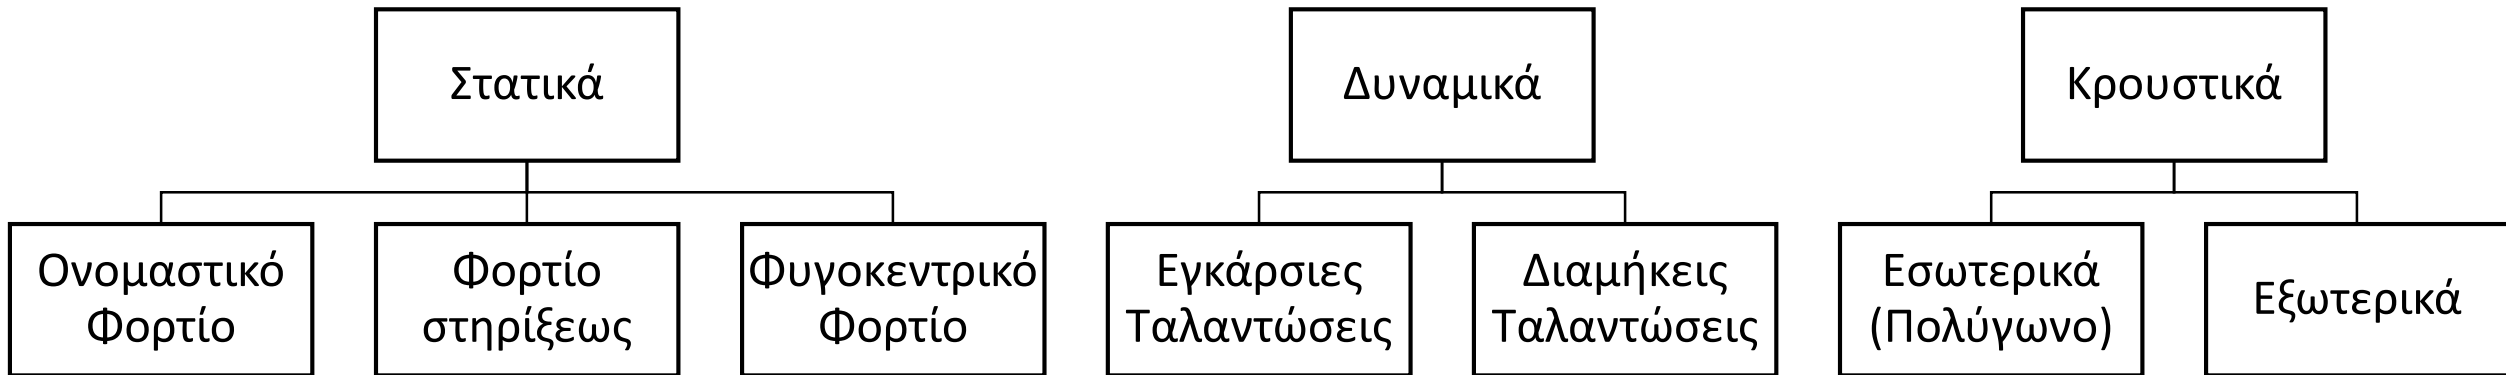 Στατικά
Δυναμικά
Κρουστικά
Ονομαστικό
Φορτίο
Φορτίο
στηρίξεως
Φυγοκεντρικό
Φορτίο
Εγκάρσιες
Ταλαντώσεις
Διαμήκεις
Ταλαντώσεις
Εσωτερικά
(Πολύγωνο)
Εξωτερικά